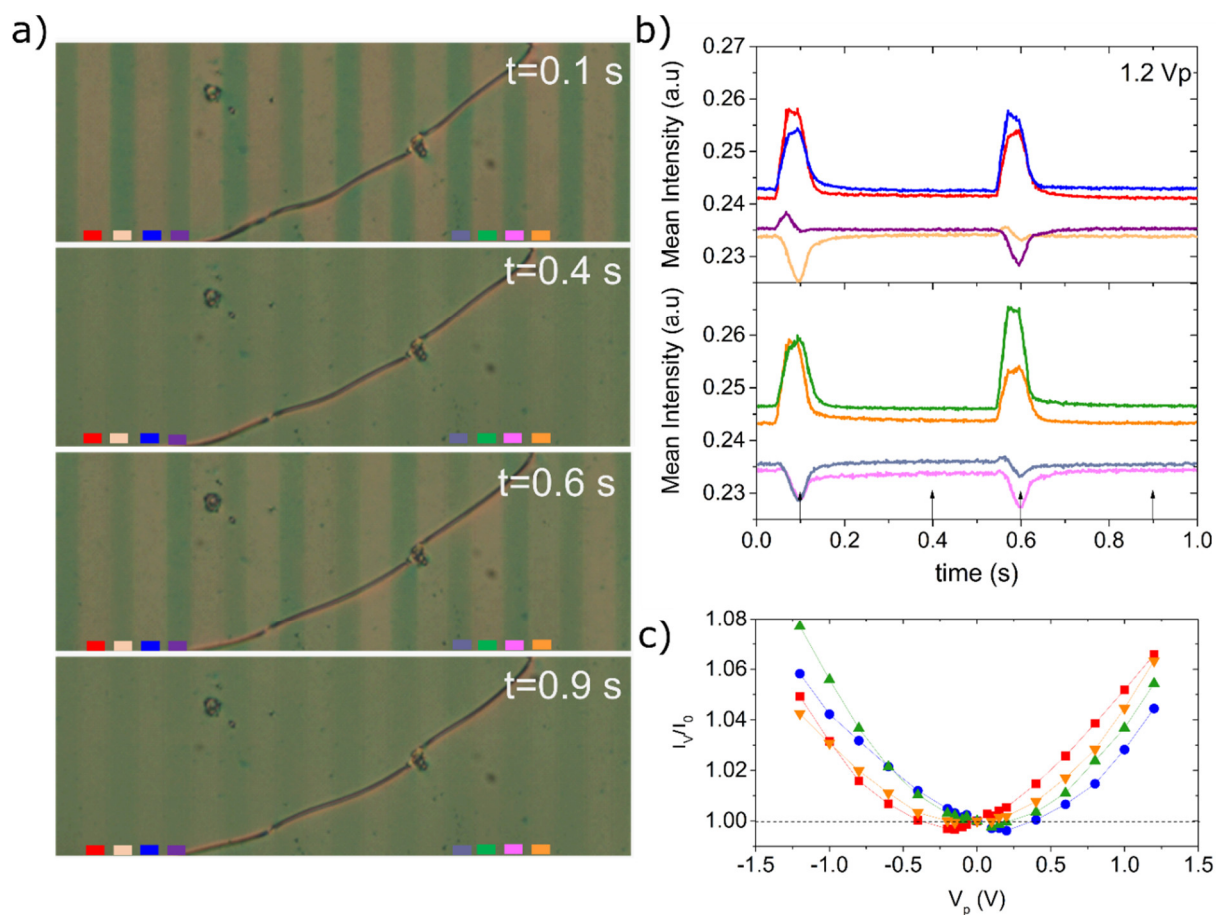 a)
t=0.1 s
t=0.4 s
t=0.6 s
t=0.9 s
b)
1.2 Vp
0.27
0.26
0.25
0.24
0.23
Mean Intensity (a.u)
0.26
0.25
0.24
0.23
Mean Intensity (a.u)
0.0 0.2 0.4 0.6 0.8 1.0
time (s)
c)
1.08
1.06
1.04
1.02
1.00
I_V/I_0
-1.5 -1.0 -0.5 0.0 0.5 1.0 1.5
V_p (V)